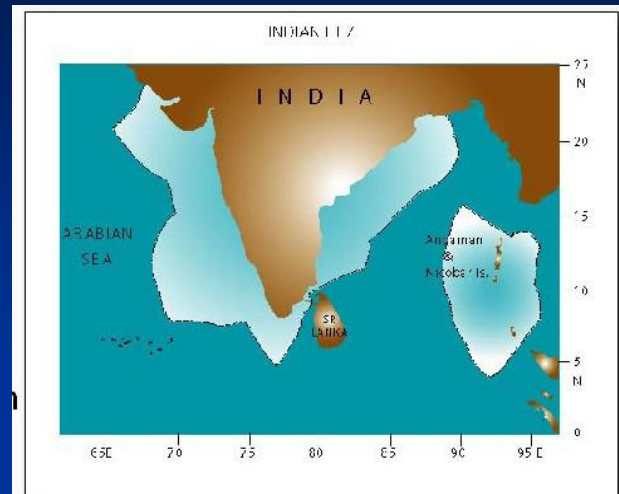 INDIAN EEZ
25
N
I N D I A
20
15
ARABIAN
SEA
Andaman
&
Nicobar Is.
10
SRI
LANKA
5
N
0
65E 70 75 80 85 90 95 E